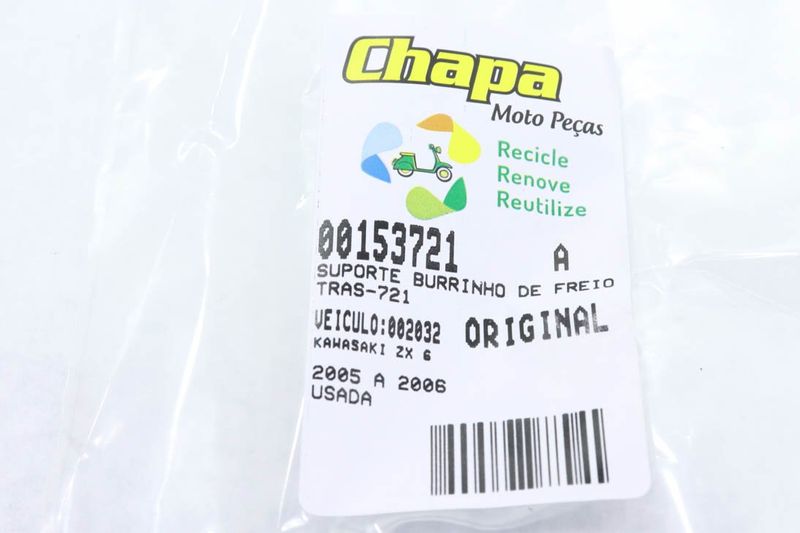 Chapa
Moto Peças
Recicle
Renove
Reutilize
00153721 A
SUPORTE BURRINHO DE FREIO
TRAS-721
VEICULO:002032 ORIGINAL
KAWASAKI ZX 6
2005 A 2006
USADA